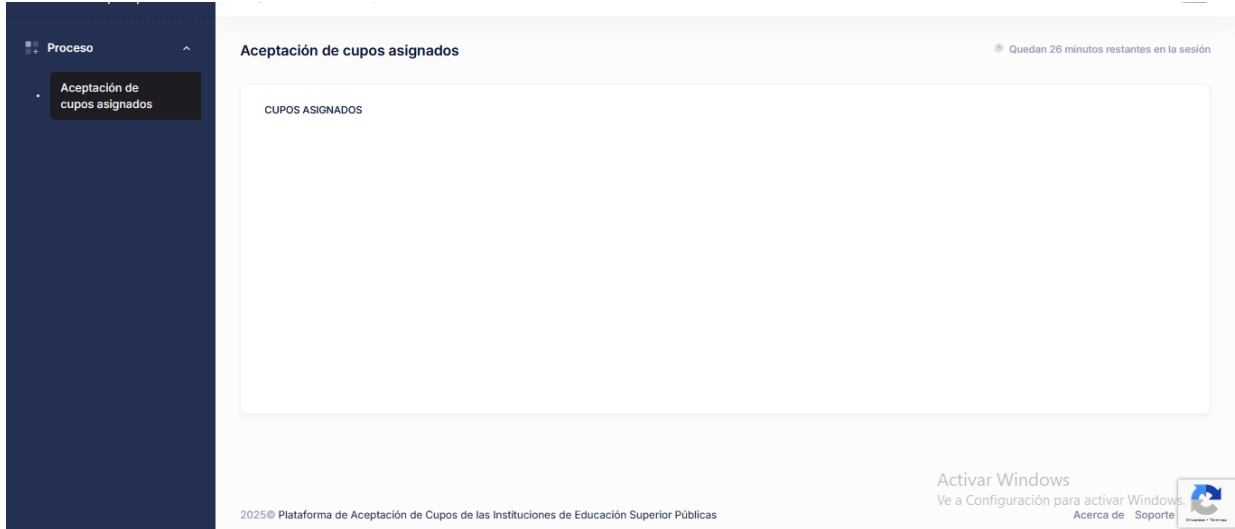 Proceso
Aceptación de cupos asignados
Quedan 26 minutos restantes en la sesión
Aceptación de
cupos asignados
CUPOS ASIGNADOS
Activar Windows
Ve a Configuración para activar Windows.
2025© Plataforma de Aceptación de Cupos de las Instituciones de Educación Superior Públicas
Acerca de Soporte